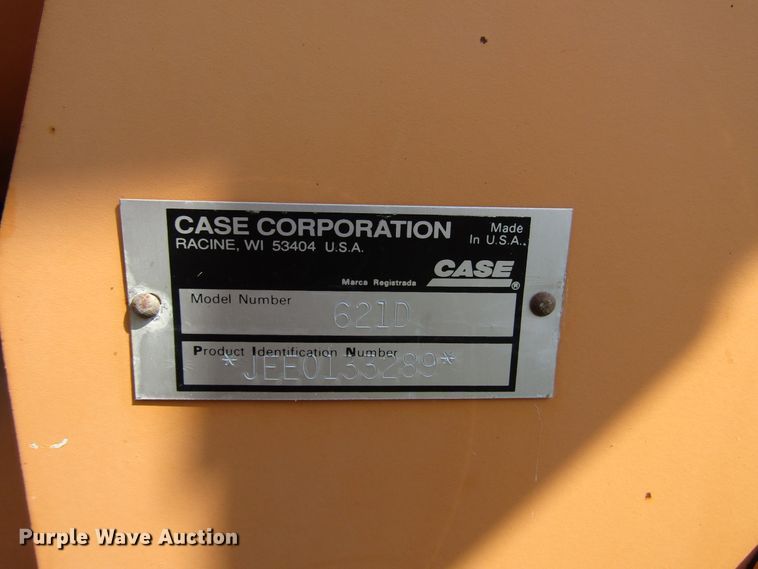 CASE CORPORATION
RACINE, WI 53404 U.S.A.
Made
In U.S.A.
Marca Registrada
CASE
®
Model Number
621D
Product Identification Number
*JEE0133289*
Purple Wave Auction